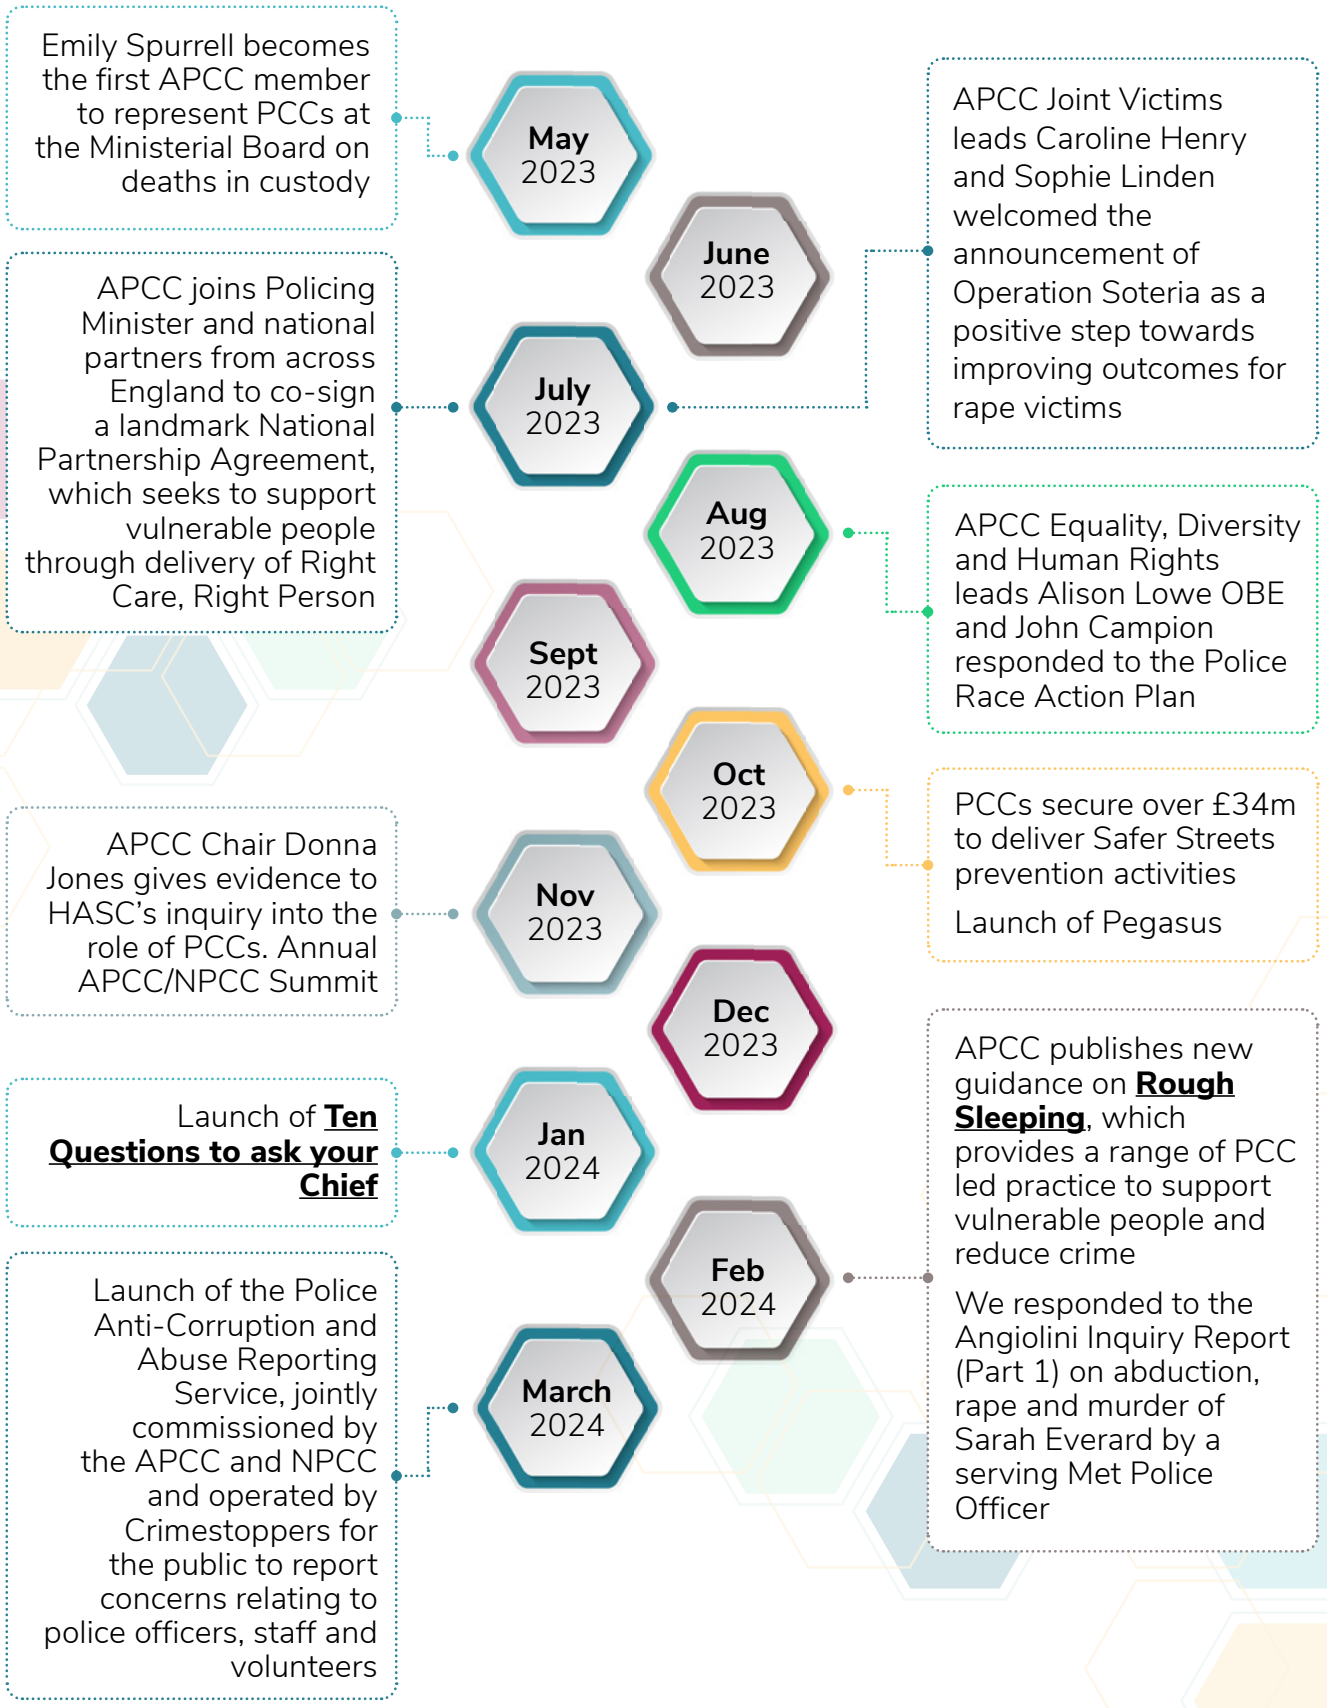 Emily Spurrell becomes
the first APCC member
to represent PCCs at
the Ministerial Board on
deaths in custody
May
2023
June
2023
APCC Joint Victims
leads Caroline Henry
and Sophie Linden
welcomed the
announcement of
Operation Soteria as a
positive step towards
improving outcomes for
rape victims
APCC joins Policing
Minister and national
partners from across
England to co-sign
a landmark National
Partnership Agreement,
which seeks to support
vulnerable people
through delivery of Right
Care, Right Person
July
2023
Aug
2023
APCC Equality, Diversity
and Human Rights
leads Alison Lowe OBE
and John Campion
responded to the Police
Race Action Plan
Sept
2023
Oct
2023
PCCs secure over £34m
to deliver Safer Streets
prevention activities
Launch of Pegasus
APCC Chair Donna
Jones gives evidence to
HASC’s inquiry into the
role of PCCs. Annual
APCC/NPCC Summit
Nov
2023
Dec
2023
Launch of Ten
Questions to ask your
Chief
Jan
2024
Feb
2024
APCC publishes new
guidance on Rough
Sleeping, which
provides a range of PCC
led practice to support
vulnerable people and
reduce crime
We responded to the
Angiolini Inquiry Report
(Part 1) on abduction,
rape and murder of
Sarah Everard by a
serving Met Police
Officer
Launch of the Police
Anti-Corruption and
Abuse Reporting
Service, jointly
commissioned by
the APCC and NPCC
and operated by
Crimestoppers for
the public to report
concerns relating to
police officers, staff and
volunteers
March
2024